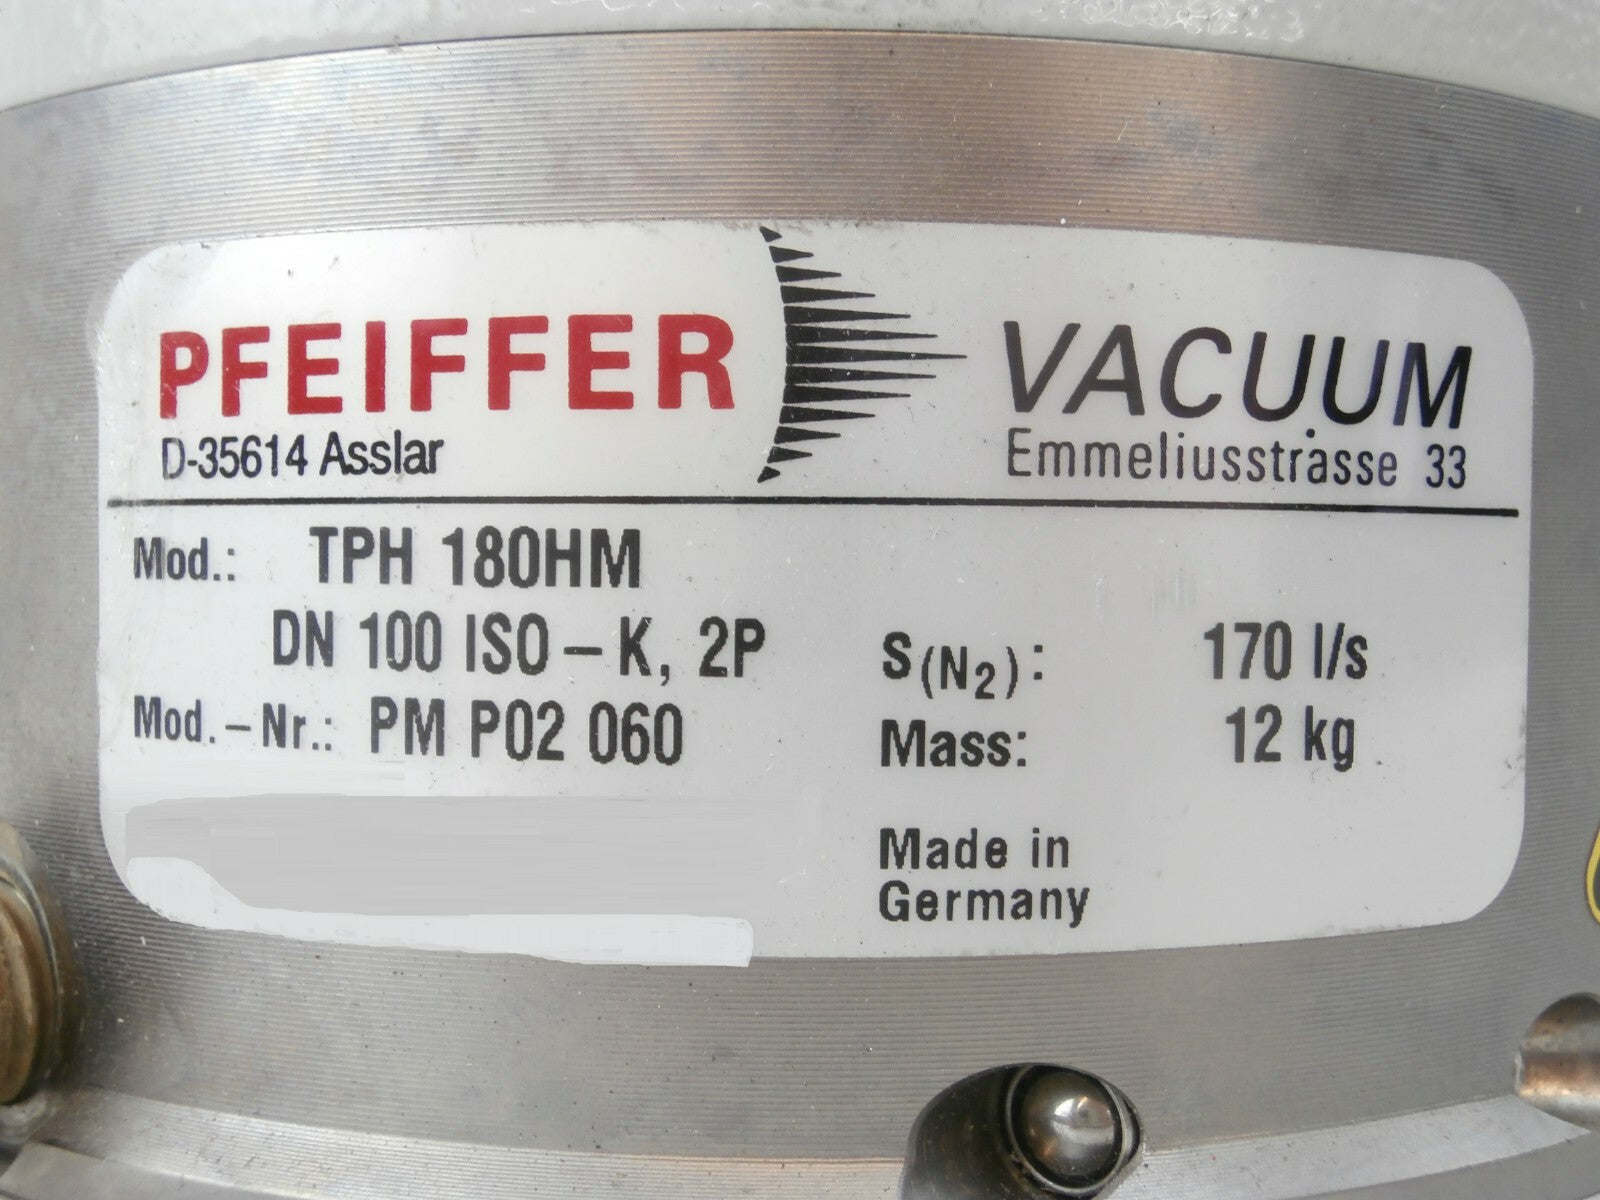 PFEIFFER VACUUM
D-35614 Asslar Emmeliusstrasse 33
Mod.: TPH 180HM
DN 100 ISO – K, 2P S(N2): 170 l/s
Mod.–Nr.: PM P02 060 Mass: 12 kg
Made in
Germany